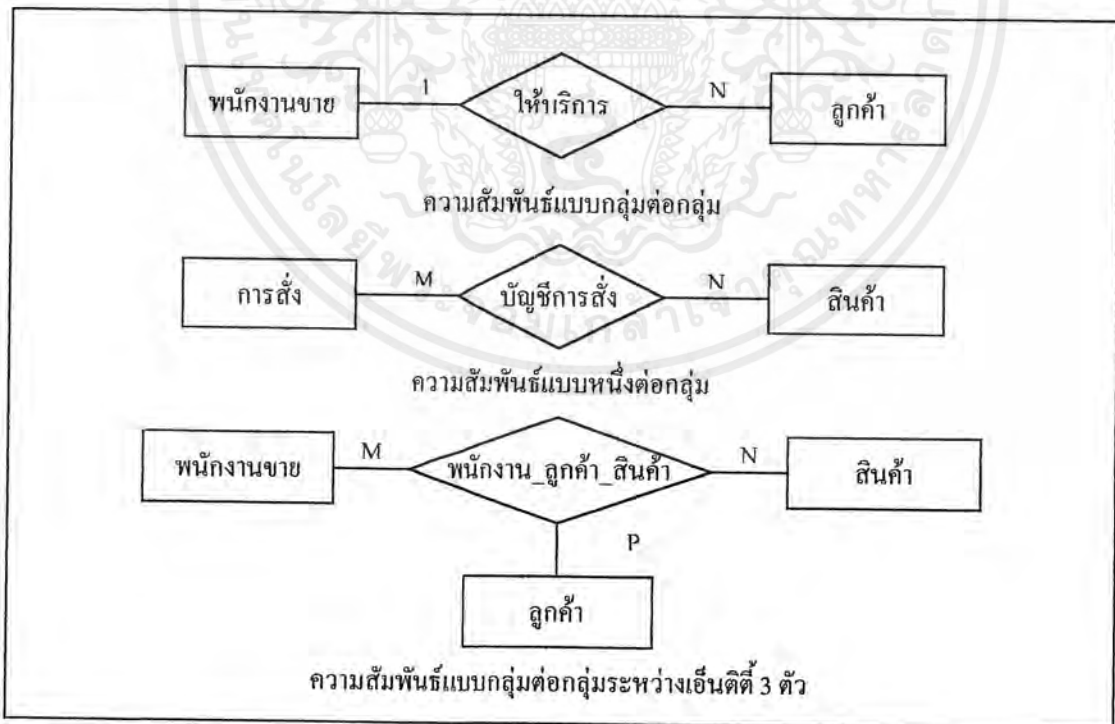 พนักงานขาย 1 ให้บริการ N ลูกค้า
ความสัมพันธ์แบบกลุ่มต่อกลุ่ม
การสั่ง M บัญชีการสั่ง N สินค้า
ความสัมพันธ์แบบหนึ่งต่อกลุ่ม
พนักงานขาย M พนักงาน_ลูกค้า_สินค้า N สินค้า
P
ลูกค้า
ความสัมพันธ์แบบกลุ่มต่อกลุ่มระหว่างเอ็นติตี้ 3 ตัว